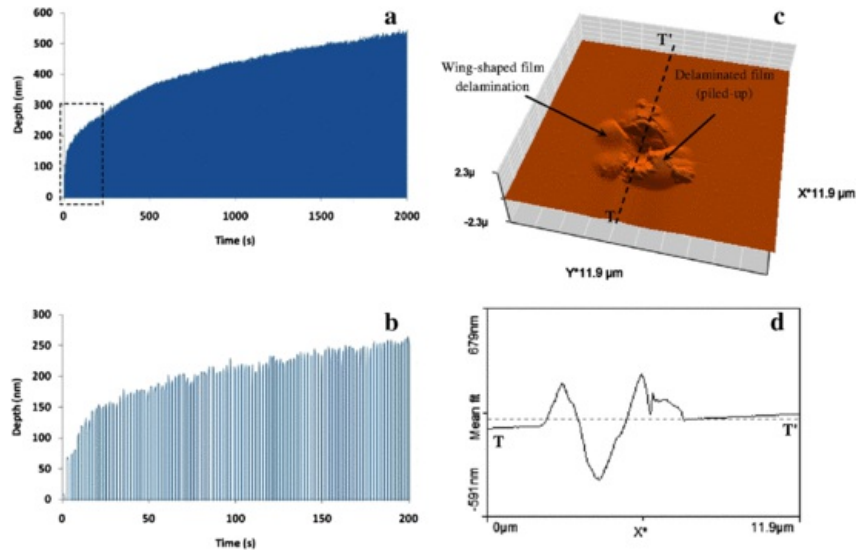 a
Depth (nm)
600
500
400
300
200
100
0
0
500
1000
1500
2000
Time (s)
c
T'
Wing-shaped film
delamination
Delaminated film
(piled-up)
2.3µ
-2.3µ
T
X*11.9 µm
Y*11.9 µm
b
Depth (nm)
300
250
200
150
100
50
0
0
50
100
150
200
Time (s)
d
679nm
Mean fit
-591nm
T
T'
0µm
X*
11.9µm